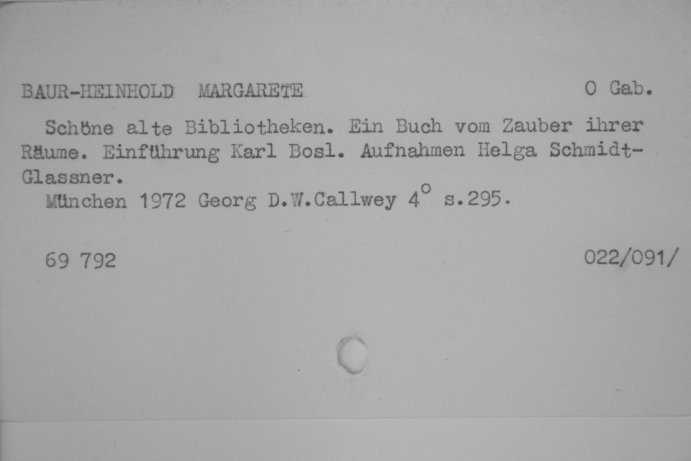 BAUR-HEINHOLD MARGARETE O Gab.
Schöne alte Bibliotheken. Ein Buch vom Zauber ihrer
Räume. Einführung Karl Bosl. Aufnahmen Helga Schmidt-
Glassner.
München 1972 Georg D.W.Callwey 4° s.295.
69 792 022/091/